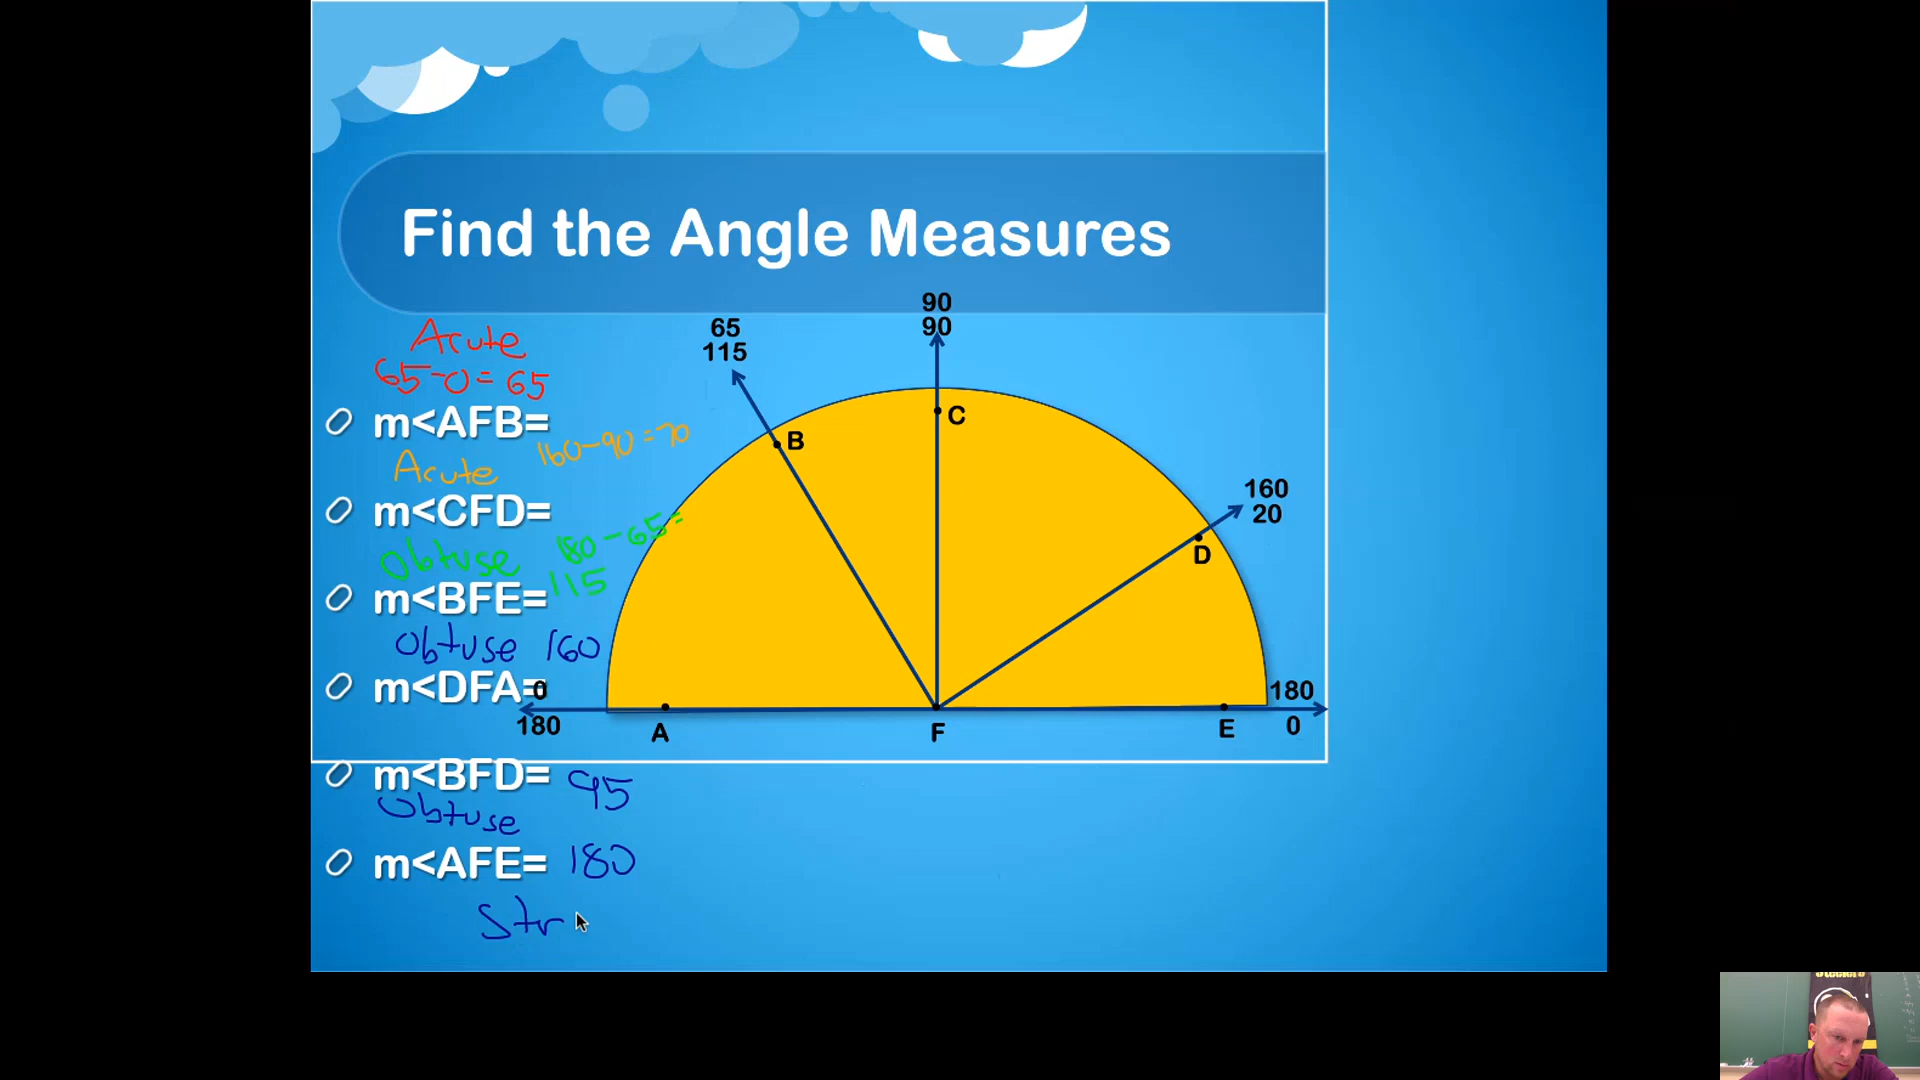 Find the Angle Measures
90
90
65
115
Acute
65-0=65
m<AFB=
160-90=70
B
C
Acute
m<CFD=
160
20
D
180-65=
Obtuse
115
m<BFE=
Obtuse 160
m<DFA=
0
180
180
0
A
F
E
m<BFD= 95
Obtuse
m<AFE= 180
Str